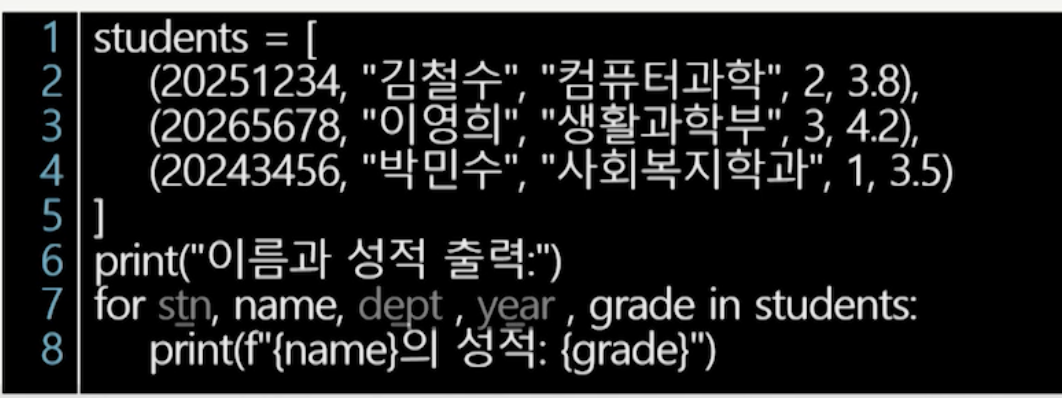 1 students = [
2 (20251234, "김철수", "컴퓨터과학", 2, 3.8),
3 (20265678, "이영희", "생활과학부", 3, 4.2),
4 (20243456, "박민수", "사회복지학과", 1, 3.5)
5 ]
6 print("이름과 성적 출력:")
7 for stn, name, dept , year , grade in students:
8 print(f"{name}의 성적: {grade}")